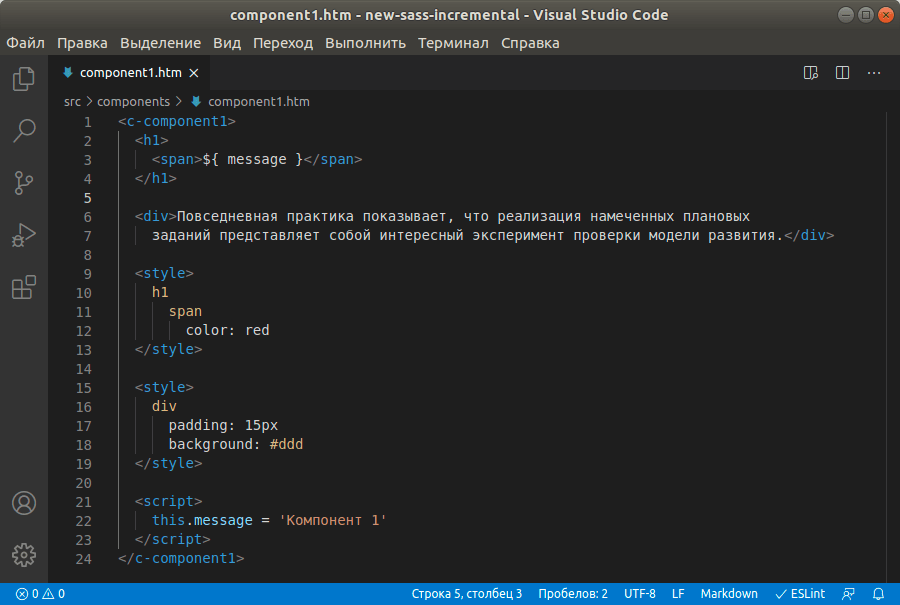 component1.htm - new-sass-incremental - Visual Studio Code
Файл Правка Выделение Вид Переход Выполнить Терминал Справка
component1.htm
src > components > component1.htm
1 <c-component1>
2 <h1>
3 <span>${ message }</span>
4 </h1>
5
6 <div>Повседневная практика показывает, что реализация намеченных плановых
7 заданий представляет собой интересный эксперимент проверки модели развития.</div>
8
9 <style>
10 h1
11 span
12 color: red
13 </style>
14
15 <style>
16 div
17 padding: 15px
18 background: #ddd
19 </style>
20
21 <script>
22 this.message = 'Компонент 1'
23 </script>
24 </c-component1>
0 0 Строка 5, столбец 3 Пробелов: 2 UTF-8 LF Markdown ESLint